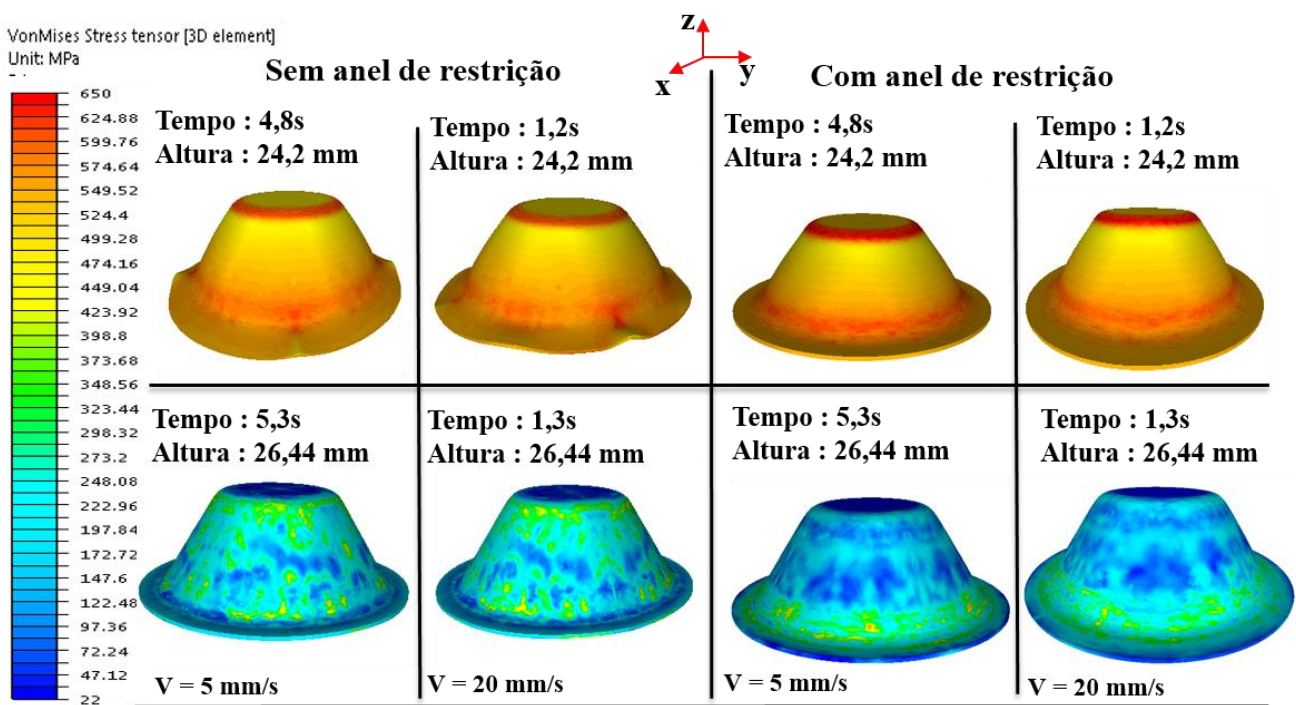 VonMises Stress tensor [3D element]
Unit: MPa
z
x
y
Sem anel de restrição
Com anel de restrição
650
624.88
599.76
574.64
549.52
524.4
499.28
474.16
449.04
423.92
398.8
373.68
348.56
323.44
298.32
273.2
248.08
222.96
197.84
172.72
147.6
122.48
97.36
72.24
47.12
22
Tempo : 4,8s
Altura : 24,2 mm
Tempo : 1,2s
Altura : 24,2 mm
Tempo : 4,8s
Altura : 24,2 mm
Tempo : 1,2s
Altura : 24,2 mm
Tempo : 5,3s
Altura : 26,44 mm
Tempo : 1,3s
Altura : 26,44 mm
Tempo : 5,3s
Altura : 26,44 mm
Tempo : 1,3s
Altura : 26,44 mm
V = 5 mm/s
V = 20 mm/s
V = 5 mm/s
V = 20 mm/s